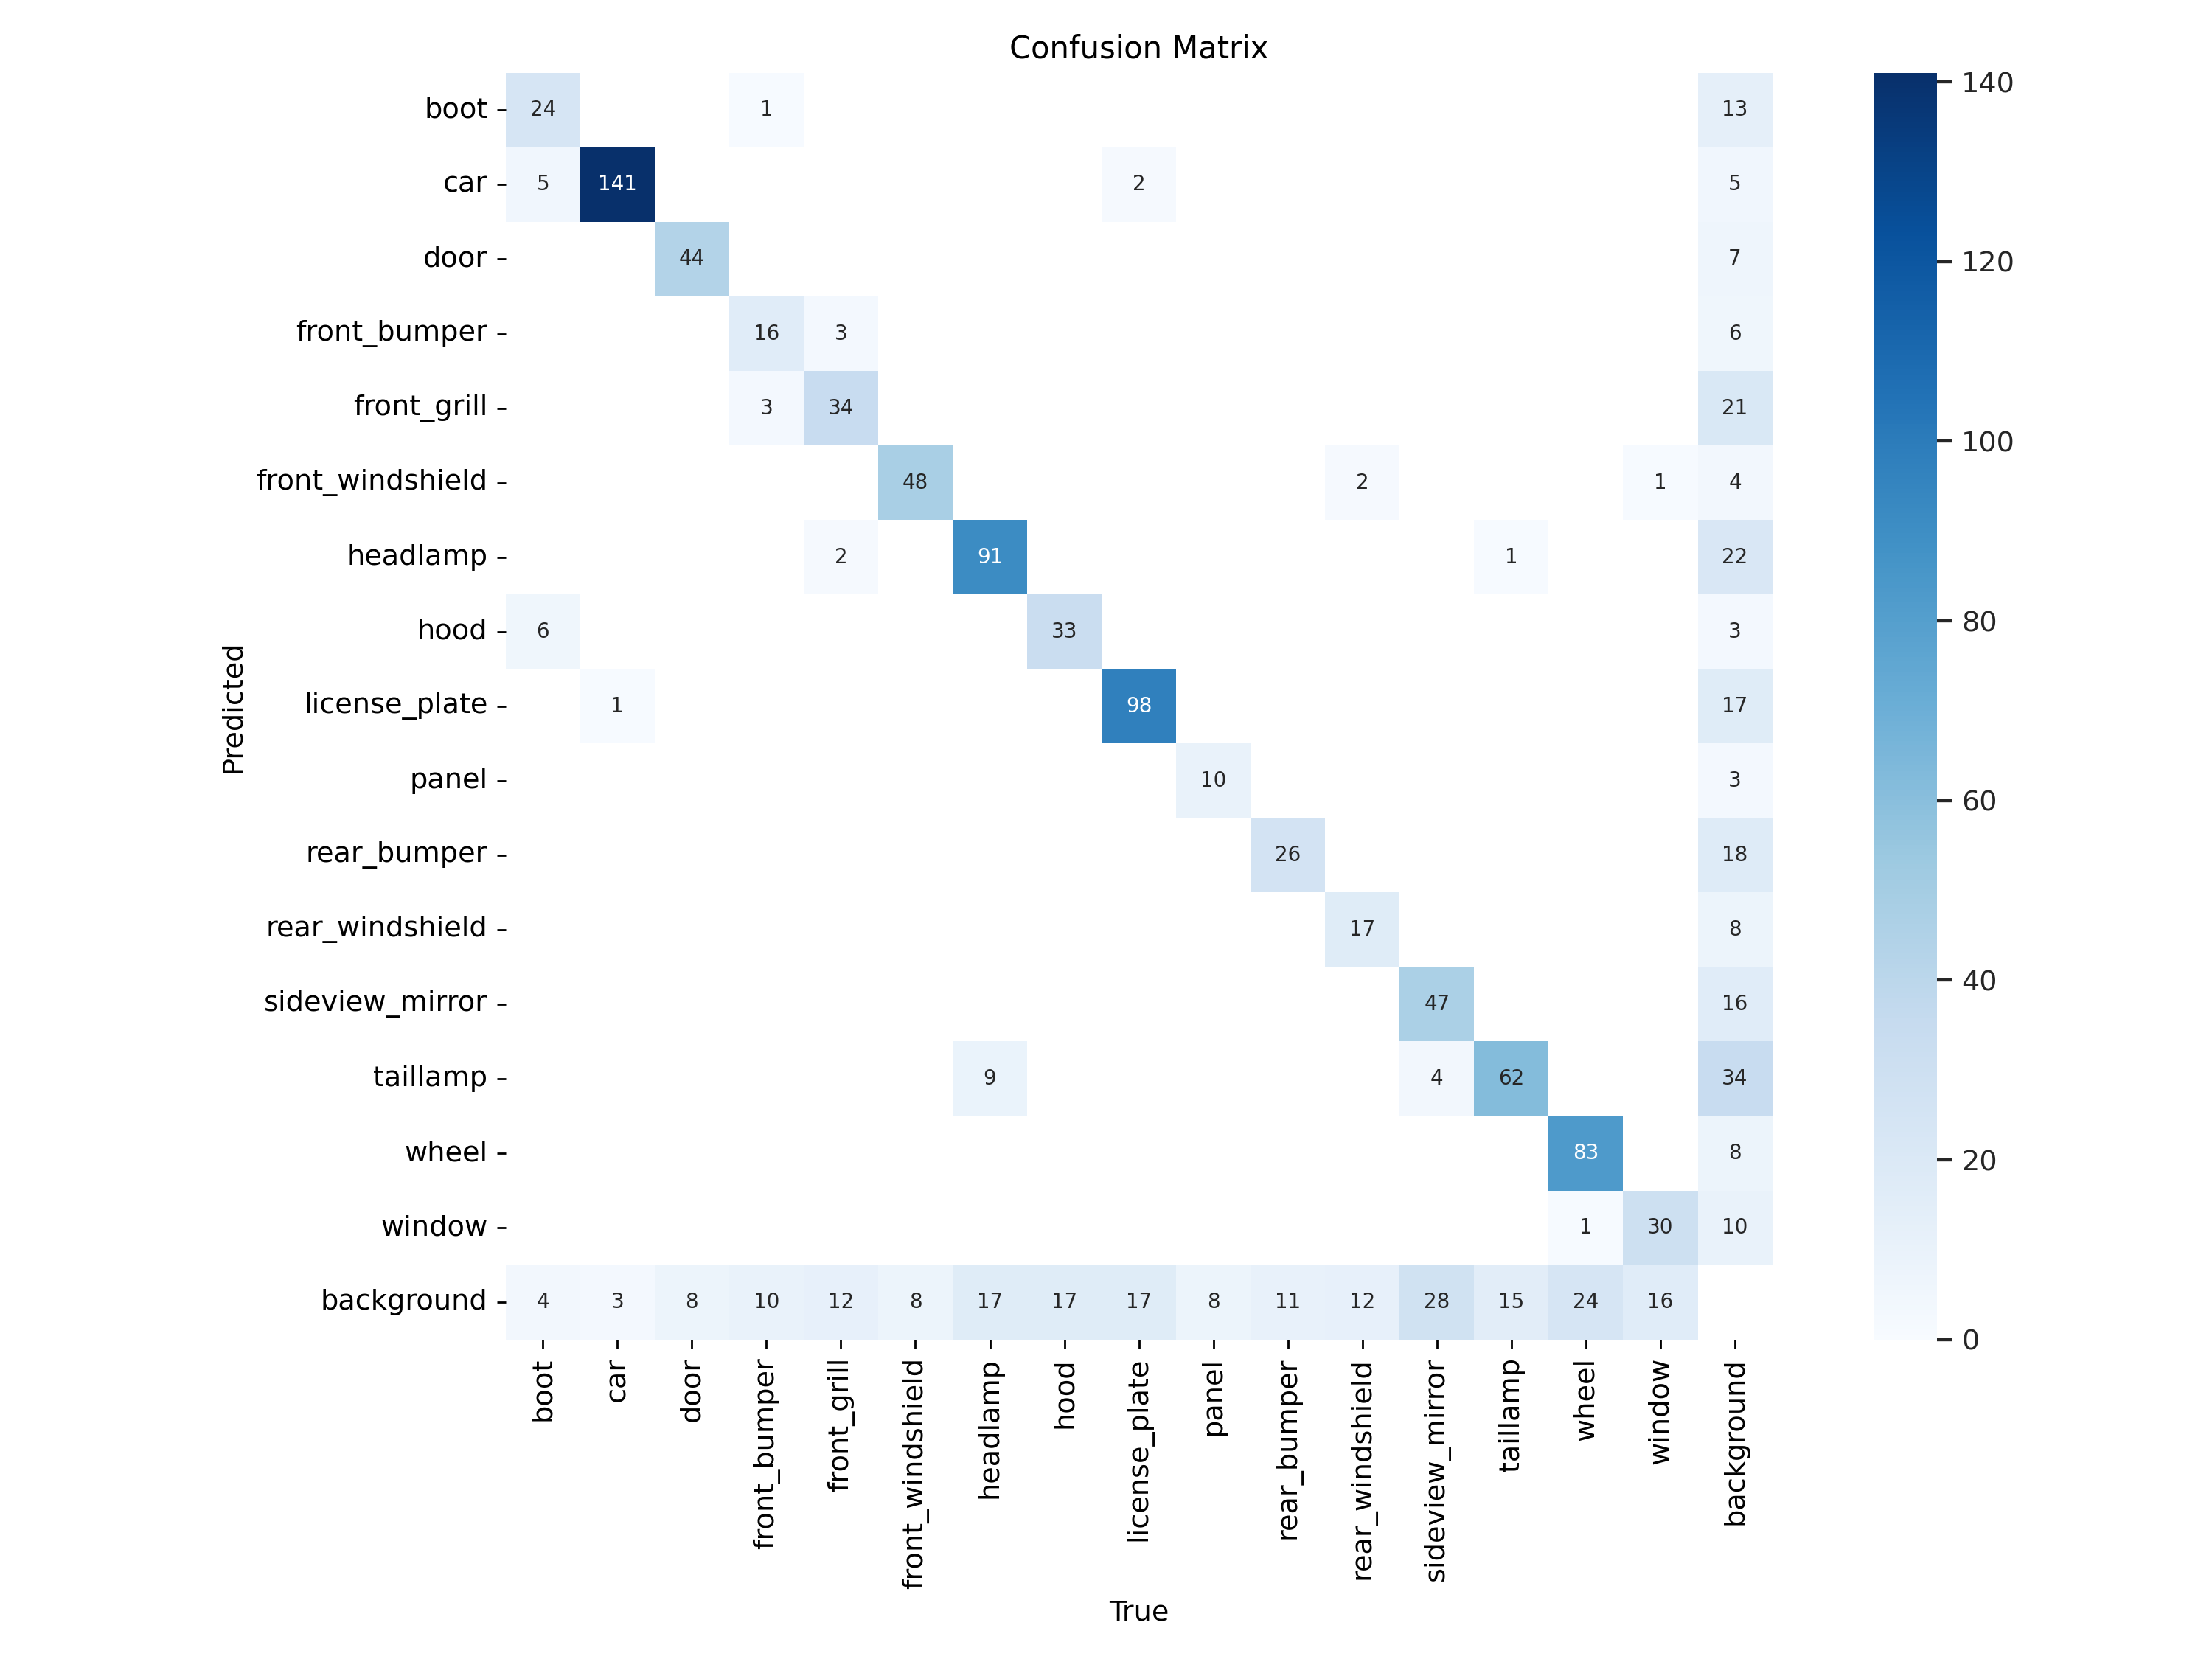 Confusion Matrix
boot 24 1 13
car 5 141 2 5
door 44 7
front_bumper 16 3 6
front_grill 3 34 21
front_windshield 48 2 1 4
headlamp 2 91 1 22
hood 6 33 3
license_plate 1 98 17
panel 10 3
rear_bumper 26 18
rear_windshield 17 8
sideview_mirror 47 16
taillamp 9 4 62 34
wheel 83 8
window 1 30 10
background 4 3 8 10 12 8 17 17 17 8 11 12 28 15 24 16
Predicted
boot
car
door
front_bumper
front_grill
front_windshield
headlamp
hood
license_plate
panel
rear_bumper
rear_windshield
sideview_mirror
taillamp
wheel
window
background
True
140
120
100
80
60
40
20
0